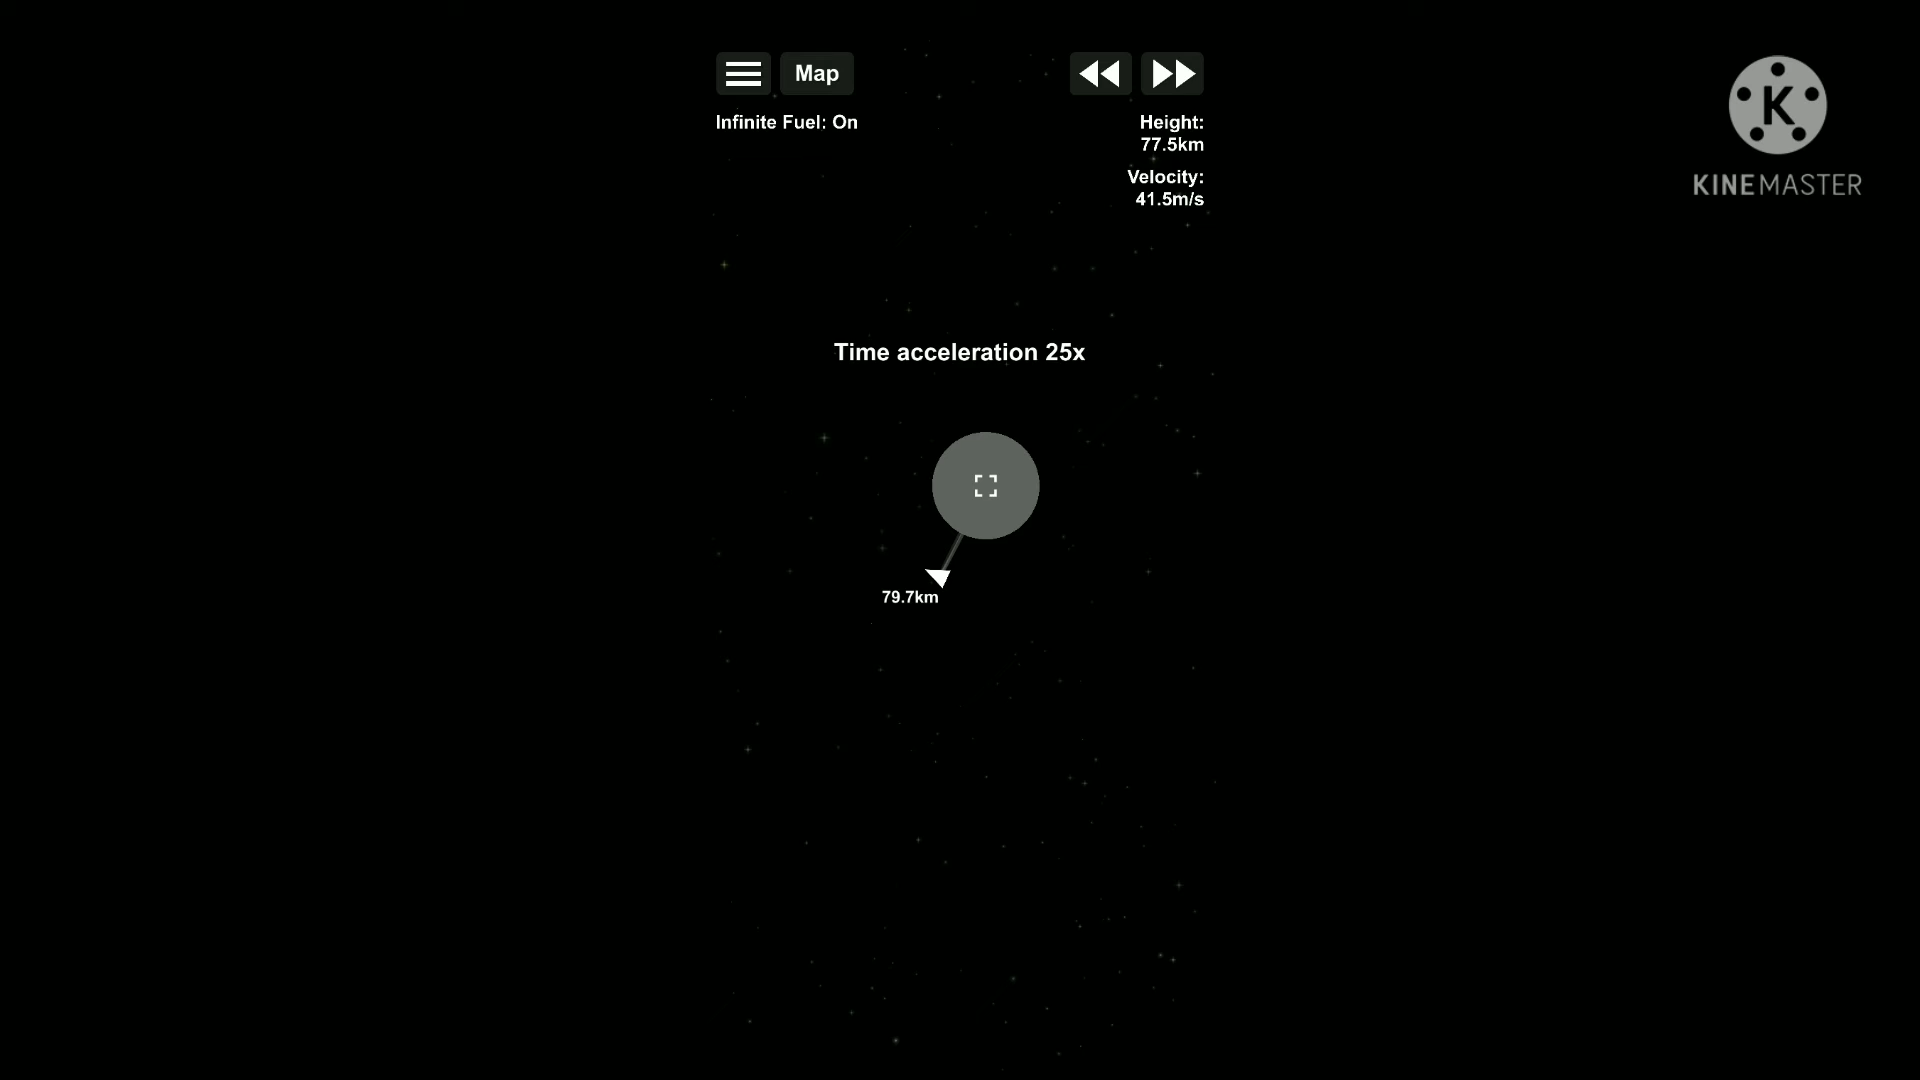 Map
Infinite Fuel: On
Height:
77.5km
Velocity:
41.5m/s
K
KINEMASTER
Time acceleration 25x
79.7km